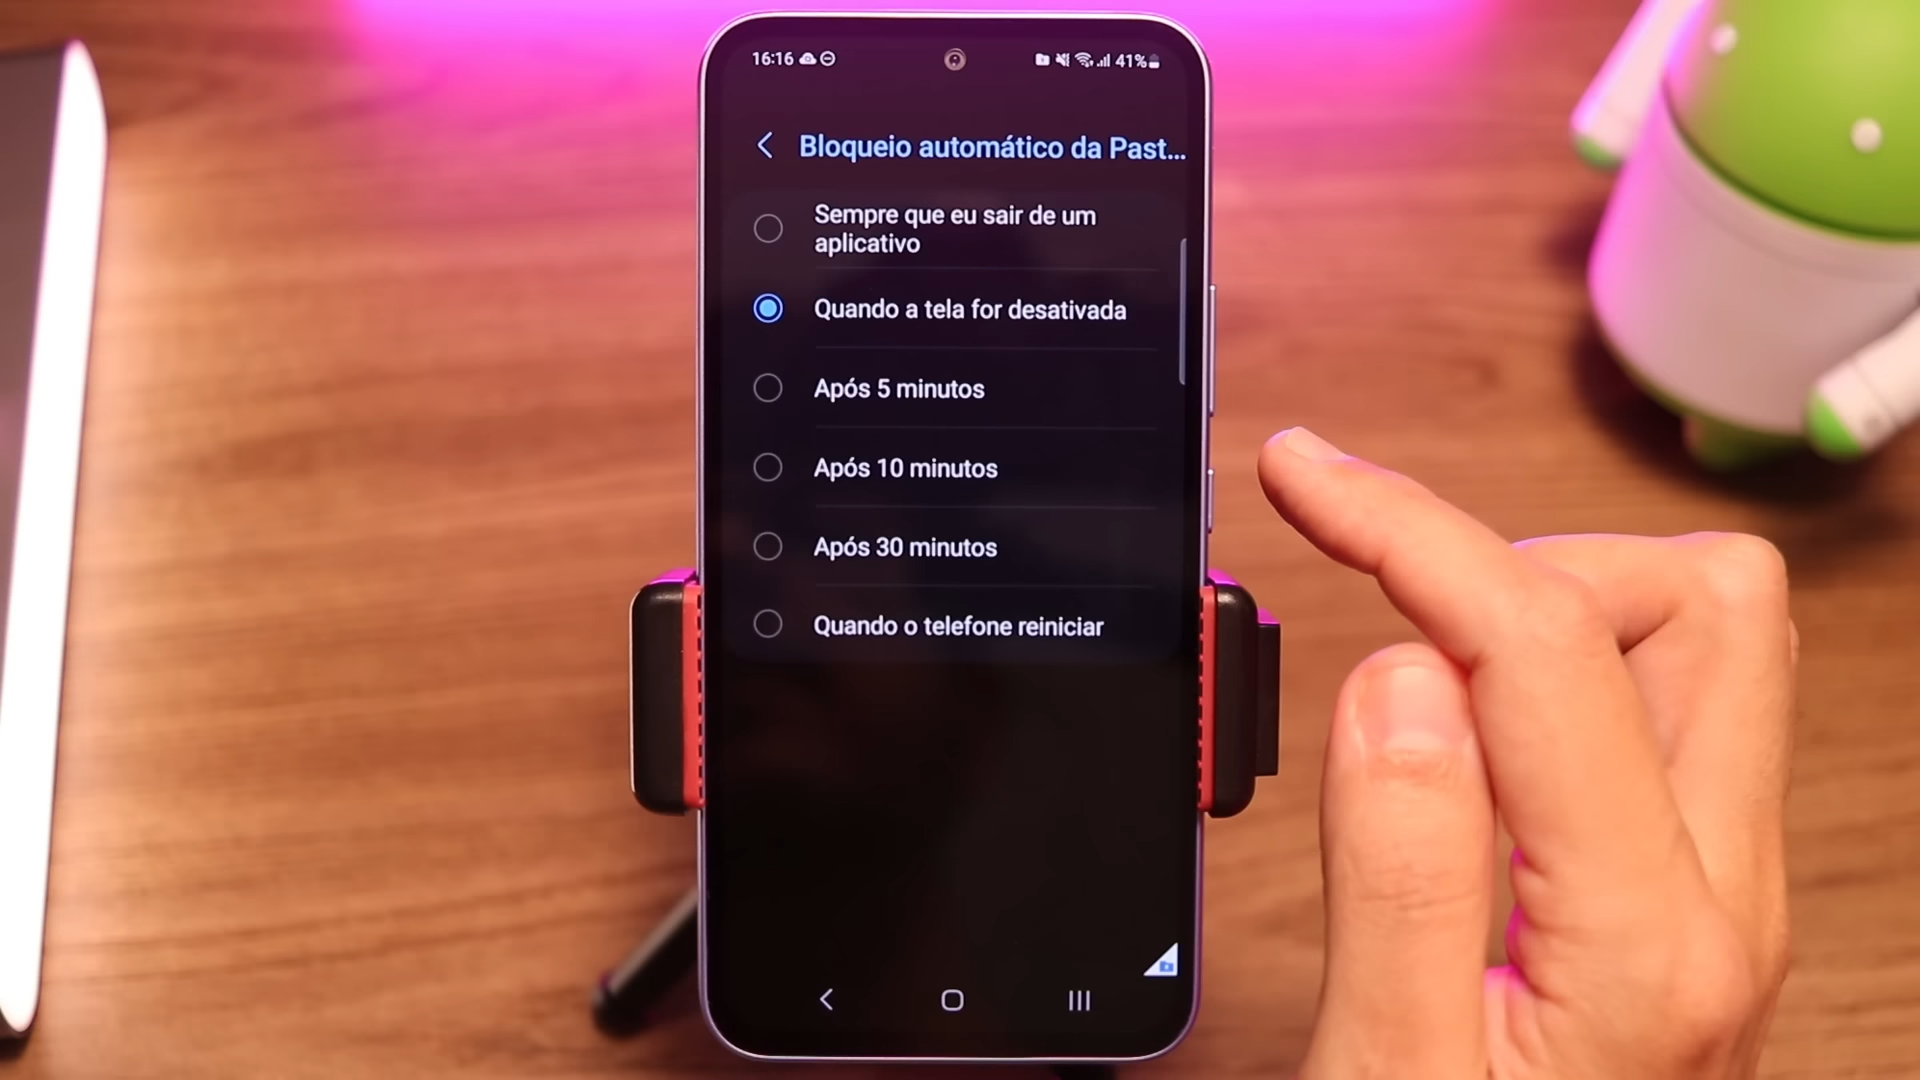 16:16
41%
Bloqueio automático da Past...
Sempre que eu sair de um
aplicativo
Quando a tela for desativada
Após 5 minutos
Após 10 minutos
Após 30 minutos
Quando o telefone reiniciar